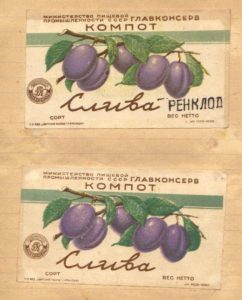 МИНИСТЕРСТВО ПИЩЕВОЙ
ПРОМЫШЛЕННОСТИ СССР ГЛАВКОНСЕРВ
КОМПОТ
Слива РЕНКЛОД
СОРТ ВЕС НЕТТО
МИНИСТЕРСТВО ПИЩЕВОЙ
ПРОМЫШЛЕННОСТИ СССР ГЛАВКОНСЕРВ
КОМПОТ
Слива
СОРТ ВЕС НЕТТО